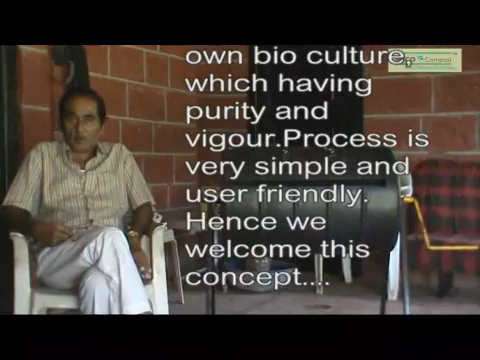 own bio culture
which having
purity and
vigour.Process is
very simple and
user friendly.
Hence we
welcome this
concept....